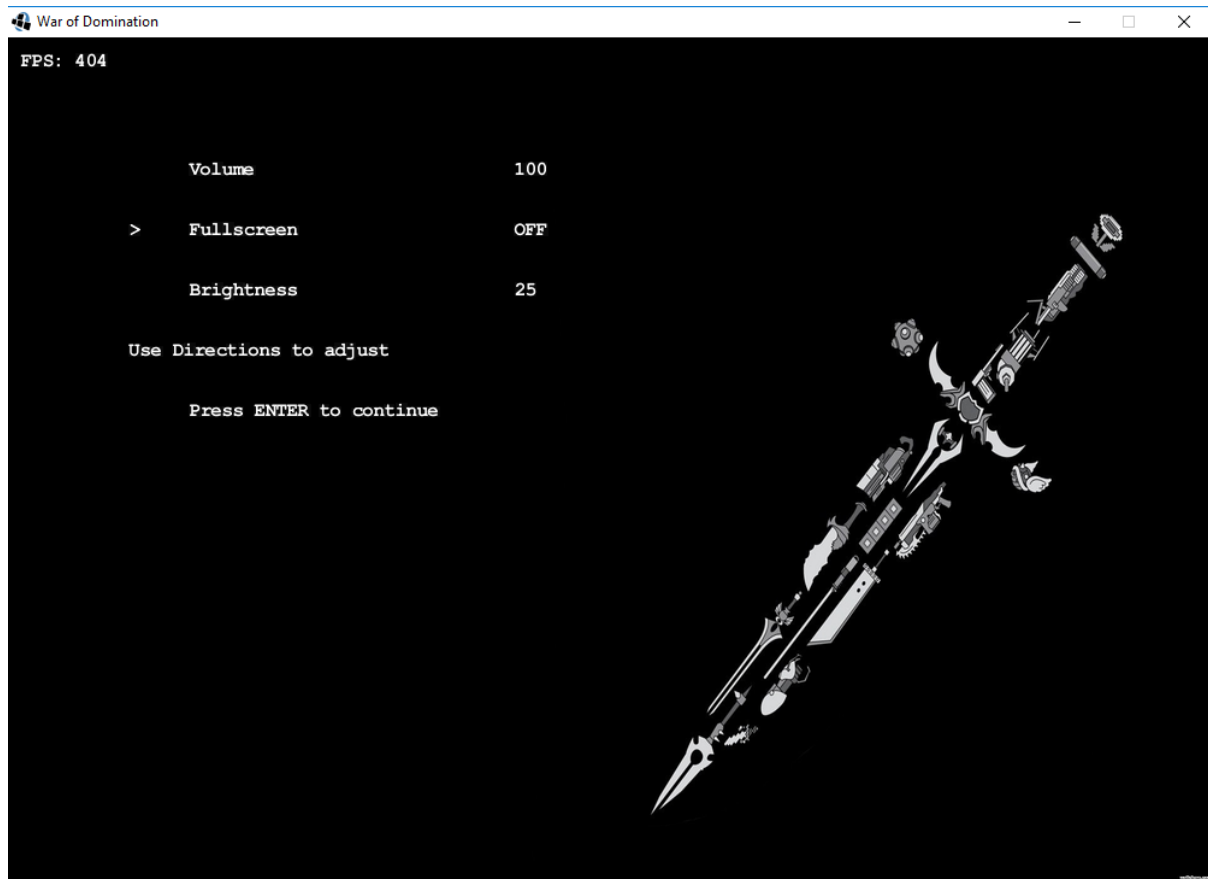 War of Domination
FPS: 404
Volume 100
> Fullscreen OFF
Brightness 25
Use Directions to adjust
Press ENTER to continue